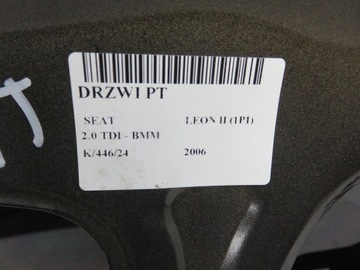 DRZWI PT
SEAT LEON II (1P1)
2.0 TDI - BMM
K/446/24 2006